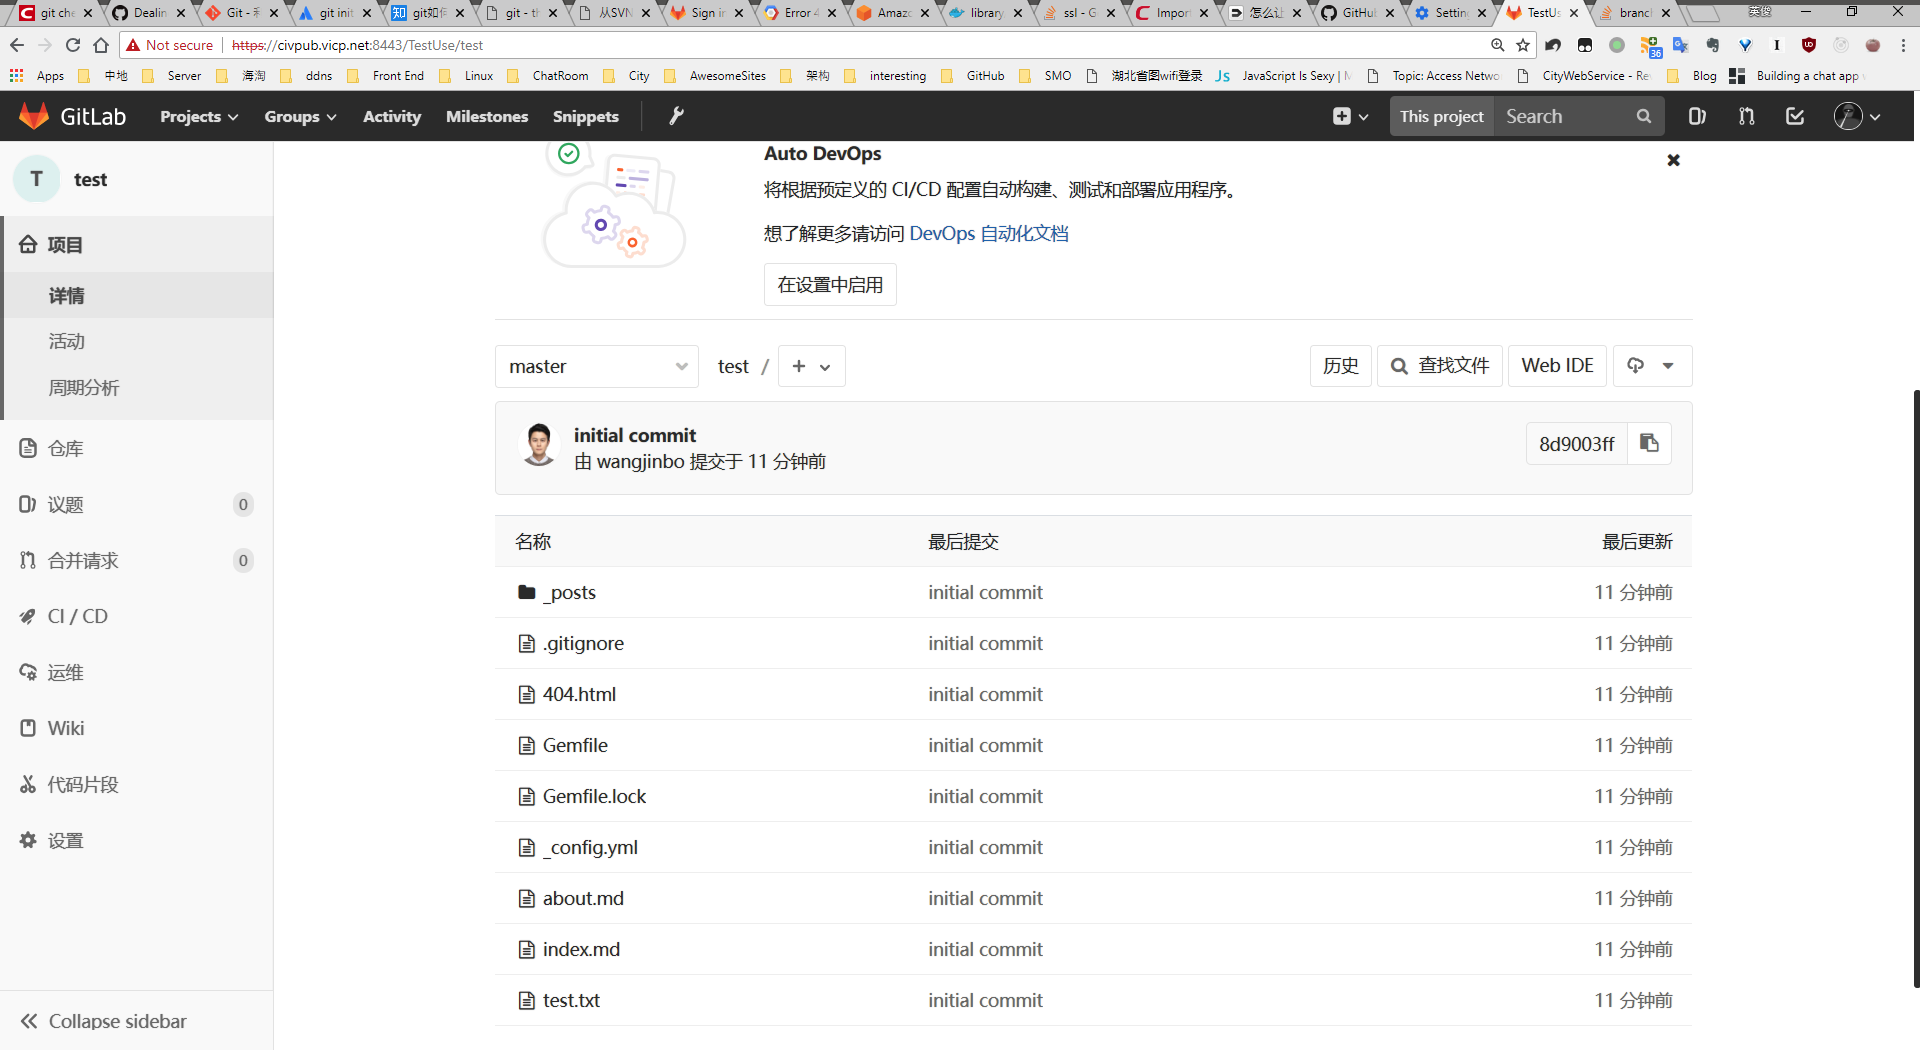 git che
Dealin
Git -
git init
git如何
git - th
从SVN
Sign in
Error 4
Amazo
library
ssl - G
Import
怎么让
GitHub
Setting
TestUs
branc
Not secure
https://civpub.vicp.net:8443/TestUse/test
36
Apps
中地
Server
海淘
ddns
Front End
Linux
ChatRoom
City
AwesomeSites
架构
interesting
GitHub
SMO
湖北省图wifi登录
JavaScript Is Sexy |
Topic: Access Netwo
CityWebService - Re
Blog
Building a chat app
GitLab
Projects
Groups
Activity
Milestones
Snippets
This project
Search
T
test
项目
详情
活动
周期分析
仓库
议题
0
合并请求
0
CI / CD
运维
Wiki
代码片段
设置
Collapse sidebar
Auto DevOps
将根据预定义的 CI/CD 配置自动构建、测试和部署应用程序。
想了解更多请访问 DevOps 自动化文档
在设置中启用
master
test /
历史
查找文件
Web IDE
initial commit
由 wangjinbo 提交于 11 分钟前
8d9003ff
名称 最后提交 最后更新
_posts initial commit 11 分钟前
.gitignore initial commit 11 分钟前
404.html initial commit 11 分钟前
Gemfile initial commit 11 分钟前
Gemfile.lock initial commit 11 分钟前
_config.yml initial commit 11 分钟前
about.md initial commit 11 分钟前
index.md initial commit 11 分钟前
test.txt initial commit 11 分钟前